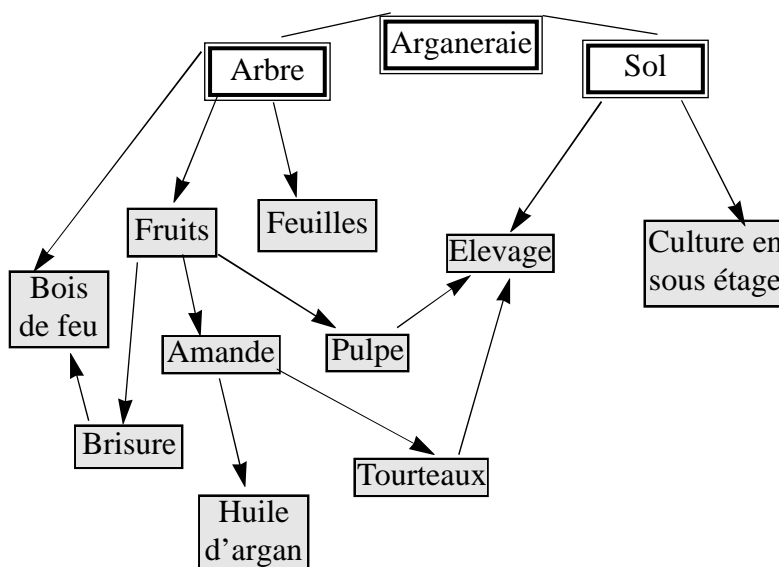 Arganeraie
Arbre
Sol
Fruits
Feuilles
Elevage
Culture en
sous étage
Bois
de feu
Amande
Pulpe
Brisure
Tourteaux
Huile
d’argan